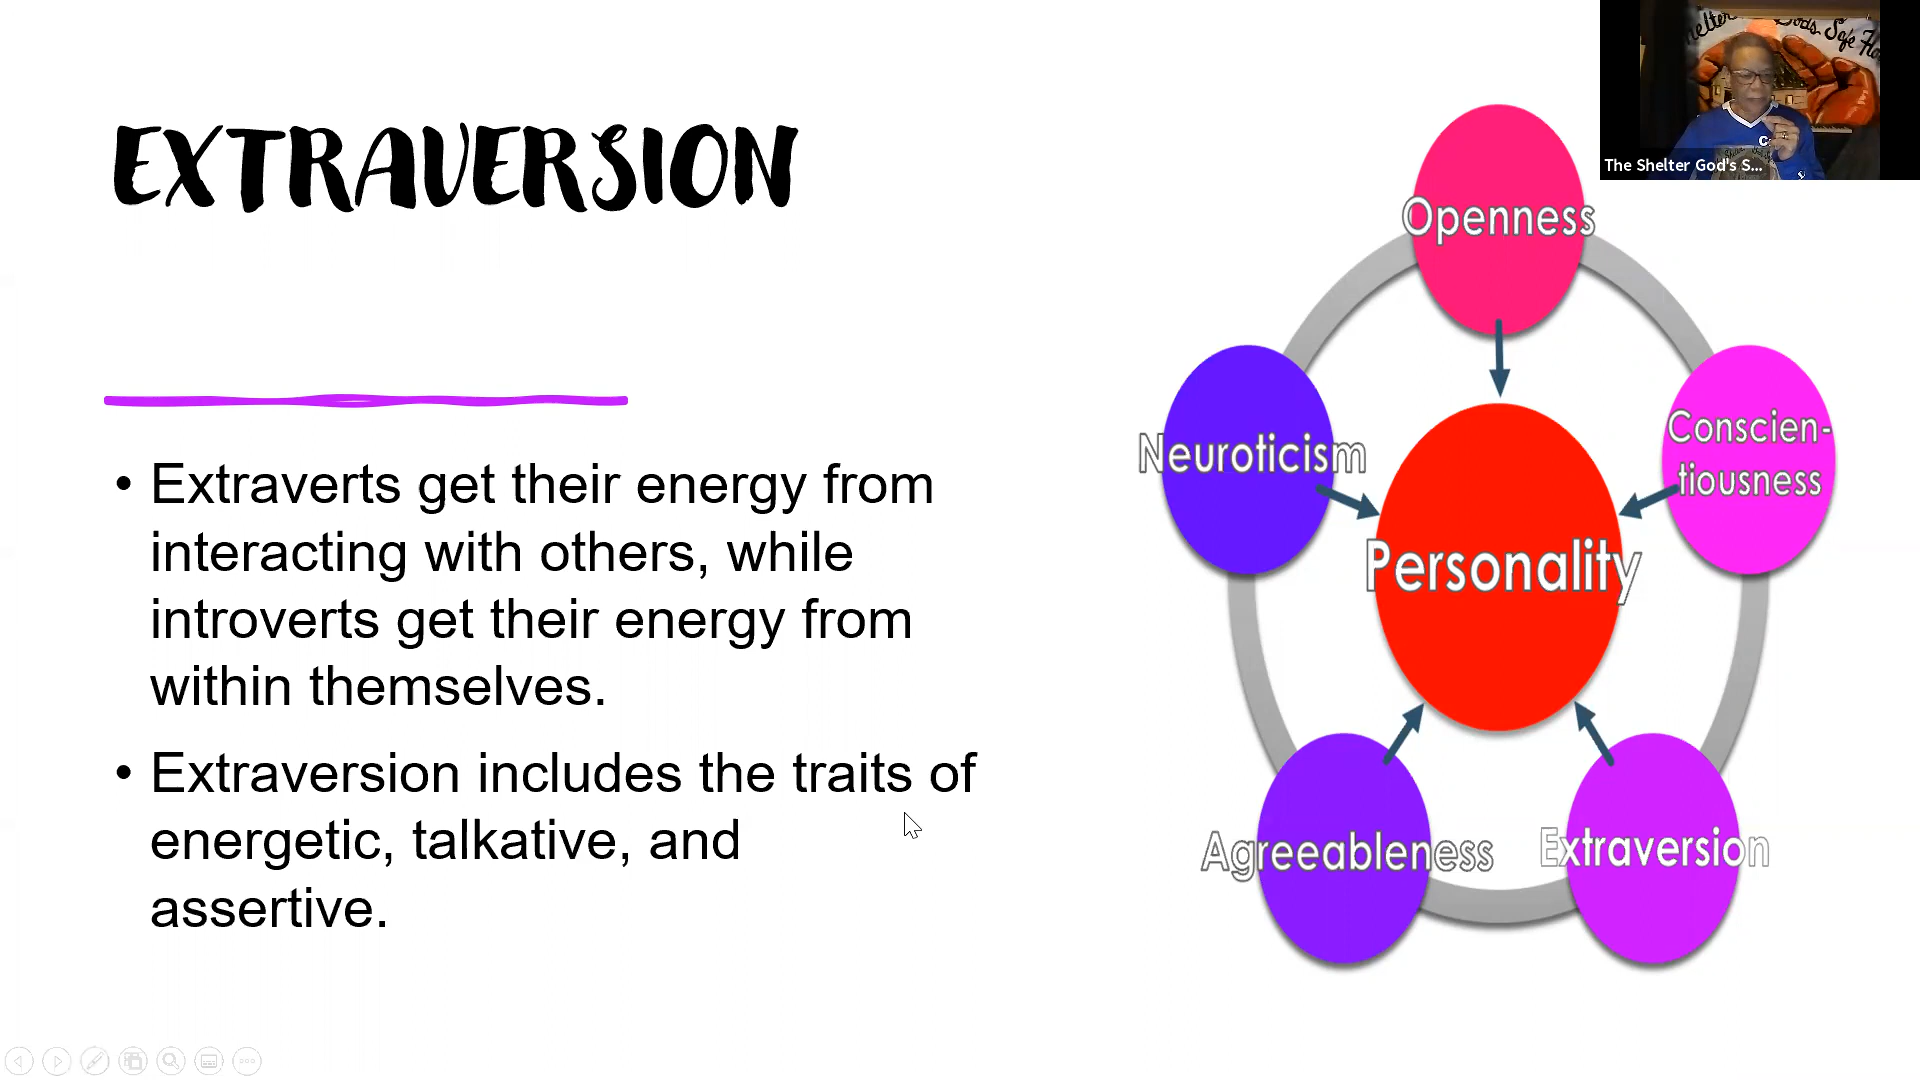 EXTRAVERSION
• Extraverts get their energy from
interacting with others, while
introverts get their energy from
within themselves.
• Extraversion includes the traits of
energetic, talkative, and
assertive.
Openness
Neuroticism
Conscien-
tiousness
Personality
Agreeableness
Extraversion
The Shelter God's S...